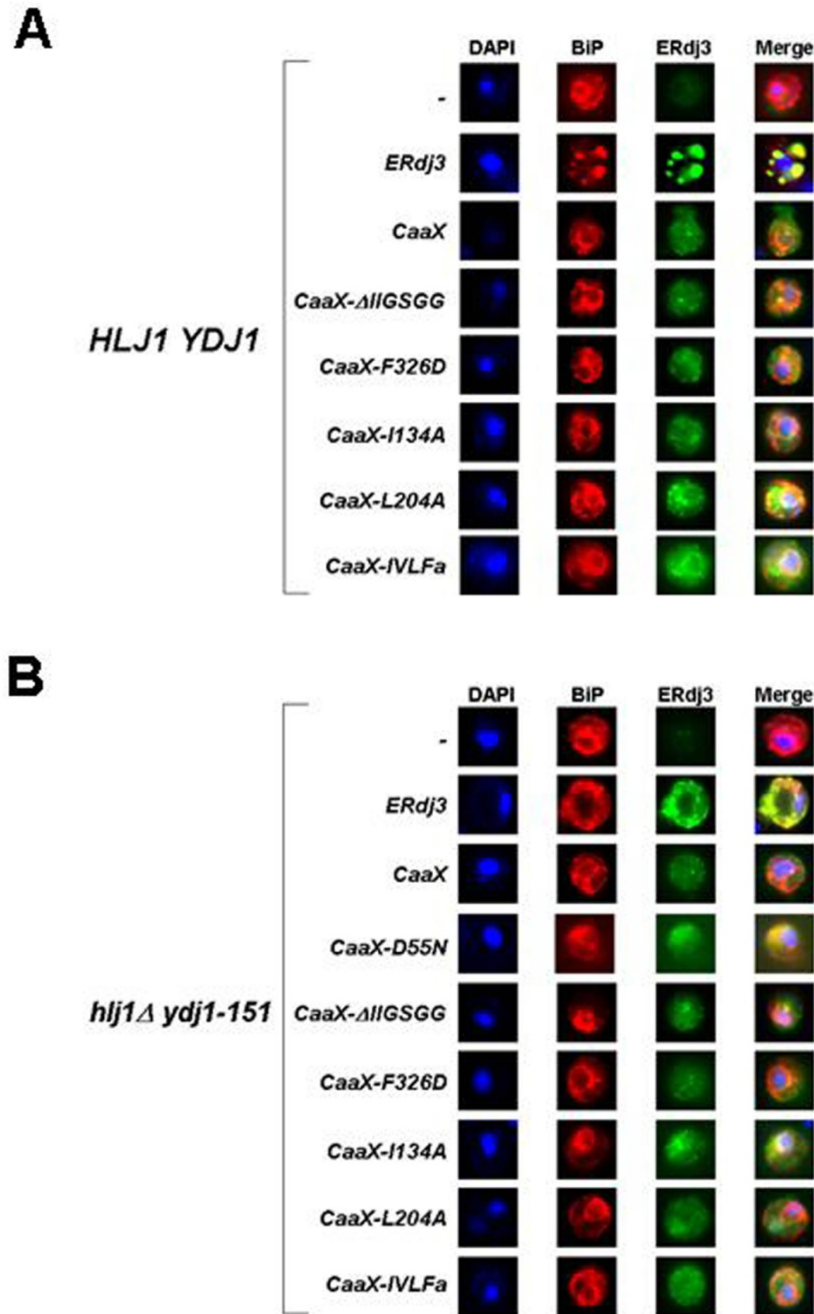 A
DAPI BiP ERdj3 Merge
-
ERdj3
CaaX
CaaX-ΔIIGSGG
HLJ1 YDJ1
CaaX-F326D
CaaX-I134A
CaaX-L204A
CaaX-IVLFa
B
DAPI BiP ERdj3 Merge
-
ERdj3
CaaX
CaaX-D55N
hlj1Δ ydj1-151
CaaX-ΔIIGSGG
CaaX-F326D
CaaX-I134A
CaaX-L204A
CaaX-IVLFa